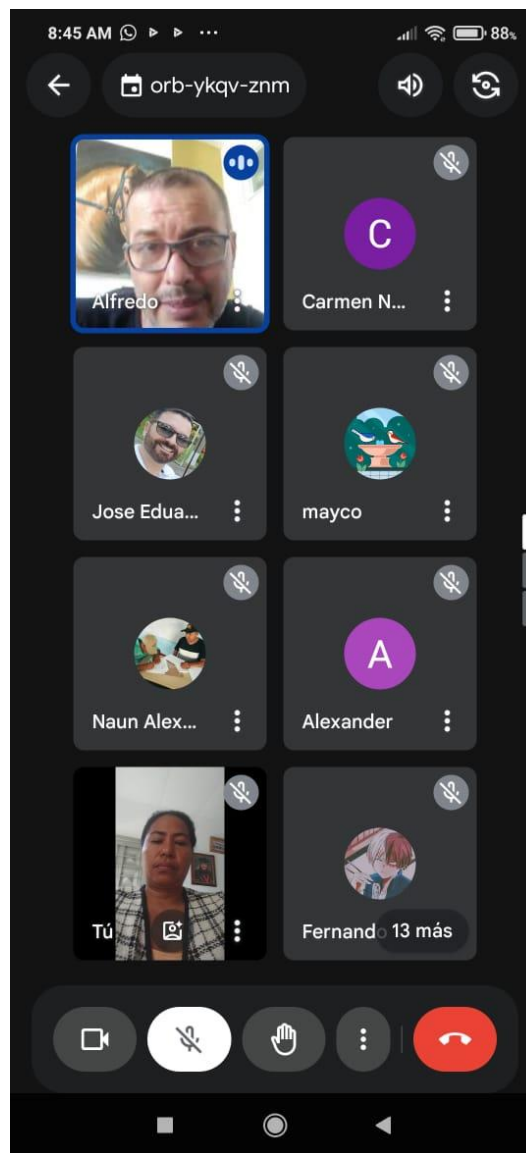 8:45 AM 88%
orb-ykqv-znm
Alfredo
C
Carmen N...
Jose Edua...
mayco
Naun Alex...
A
Alexander
Tú
Fernando 13 más